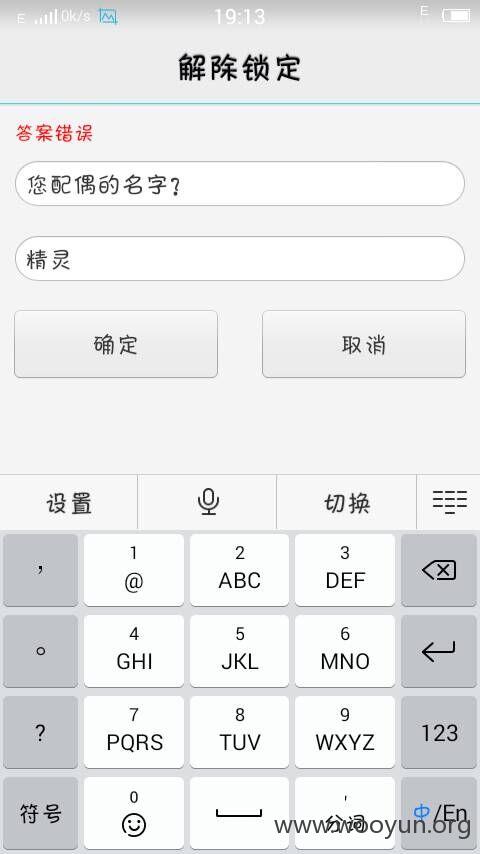 E 0k/s 19:13 E
解除锁定
答案错误
您配偶的名字?
精灵
确定 取消
设置 切换
, 1 2 3
@ ABC DEF
。 4 5 6
GHI JKL MNO
? 7 8 9 123
PQRS TUV WXYZ
符号 0 ' 中/En
分词
www.wooyun.org